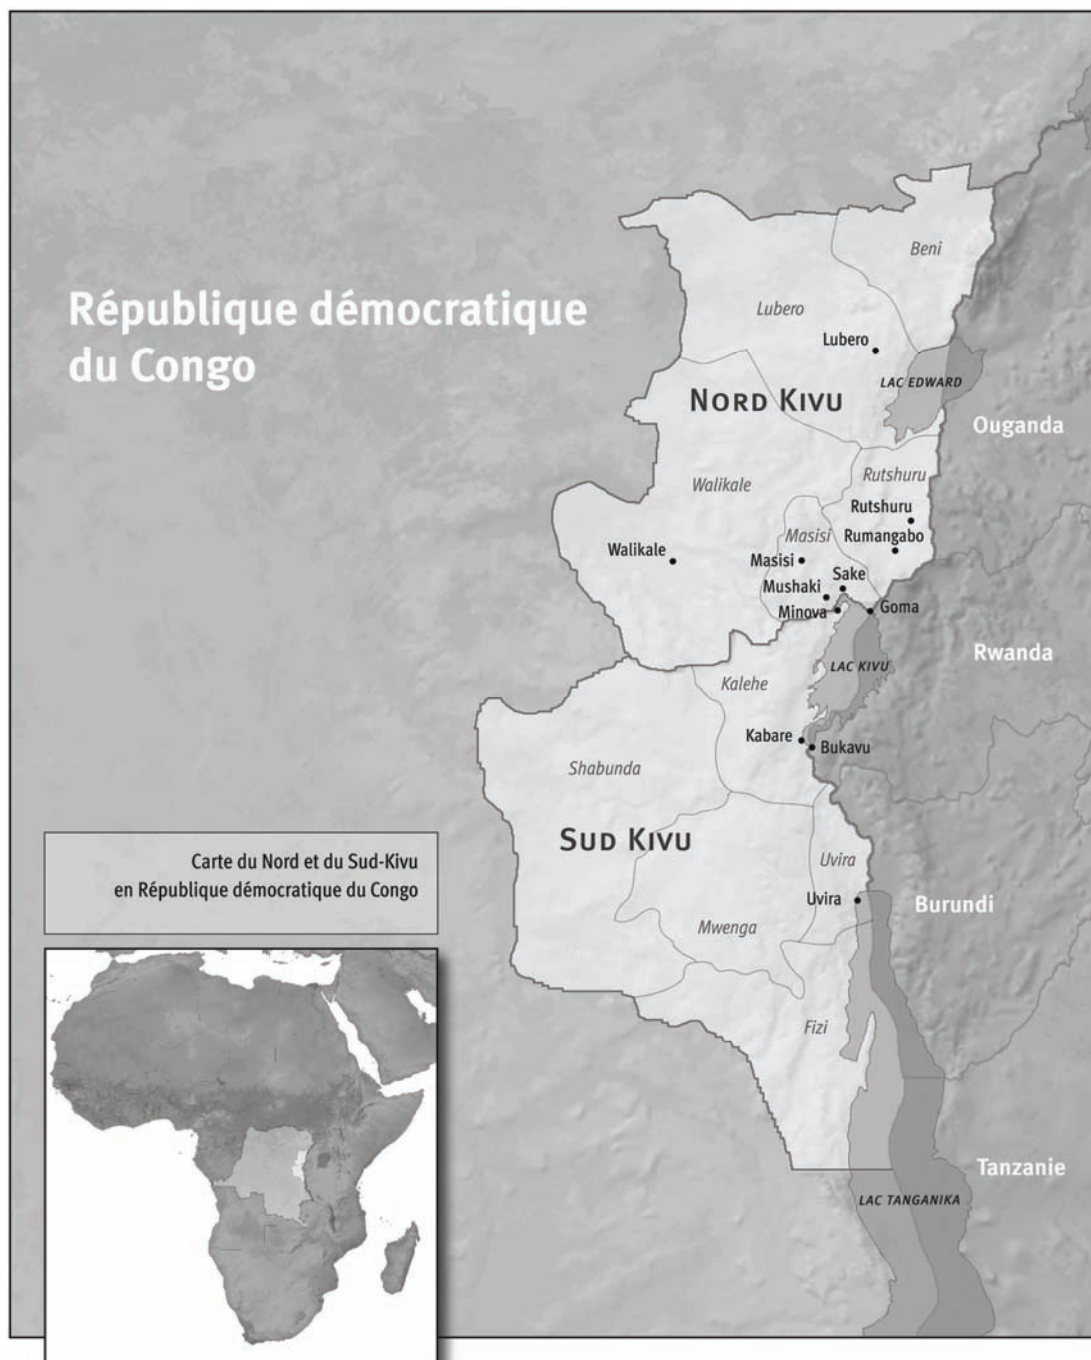 République démocratique
du Congo
Beni
Lubero
Lubero
LAC EDWARD
NORD KIVU
Ouganda
Rutshuru
Walikale
Rutshuru
Masisi
Rumangabo
Walikale
Masisi
Sake
Mushaki
Minova
Goma
Rwanda
LAC KIVU
Kalehe
Kabare
Bukavu
Shabunda
SUD KIVU
Uvira
Carte du Nord et du Sud-Kivu
en République démocratique du Congo
Uvira
Burundi
Mwenga
Fizi
Tanzanie
LAC TANGANIKA